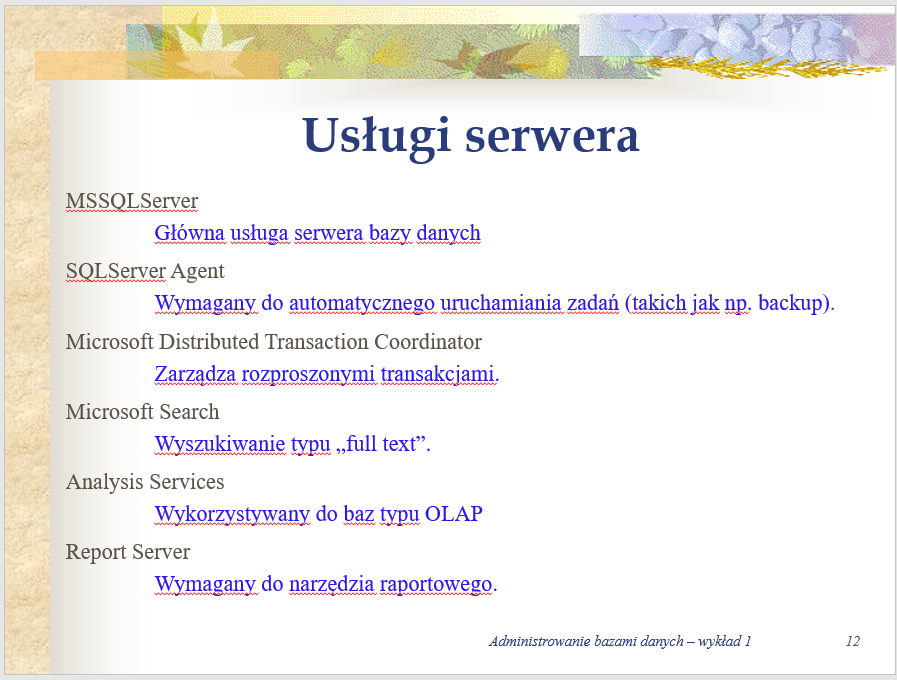 Usługi serwera
MSSQLServer
Główna usługa serwera bazy danych
SQLServer Agent
Wymagany do automatycznego uruchamiania zadań (takich jak np. backup).
Microsoft Distributed Transaction Coordinator
Zarządza rozproszonymi transakcjami.
Microsoft Search
Wyszukiwanie typu „full text”.
Analysis Services
Wykorzystywany do baz typu OLAP
Report Server
Wymagany do narzędzia raportowego.
Administrowanie bazami danych – wykład 1 12